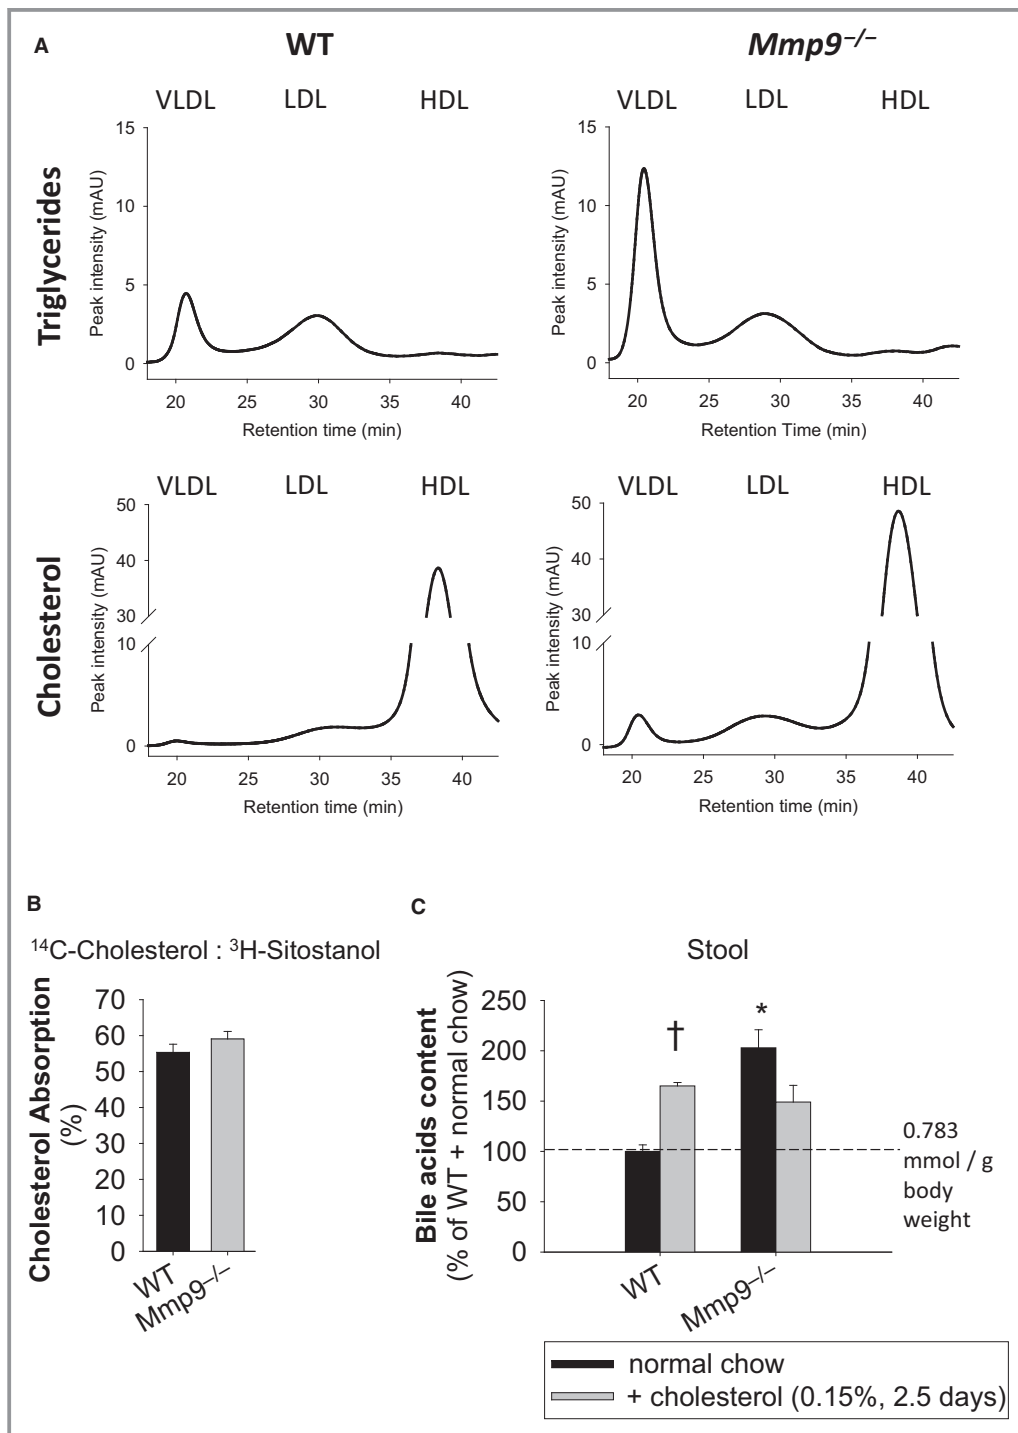 A
WT
Mmp9−/−
VLDL LDL HDL
VLDL LDL HDL
Triglycerides
Peak intensity (mAU)
15
10
5
0
20 25 30 35 40
Retention time (min)
Peak intensity (mAU)
15
10
5
0
20 25 30 35 40
Retention Time (min)
Cholesterol
VLDL LDL HDL
Peak intensity (mAU)
50
40
30
10
0
20 25 30 35 40
Retention time (min)
VLDL LDL HDL
Peak intensity (mAU)
50
40
30
10
0
20 25 30 35 40
Retention time (min)
B
14C-Cholesterol : 3H-Sitostanol
Cholesterol Absorption
(%)
70
60
50
40
30
20
10
0
WT
Mmp9−/−
C
Stool
Bile acids content
(% of WT + normal chow)
250
200
150
100
50
0
†
*
0.783
mmol / g
body
weight
WT
Mmp9−/−
normal chow
+ cholesterol (0.15%, 2.5 days)